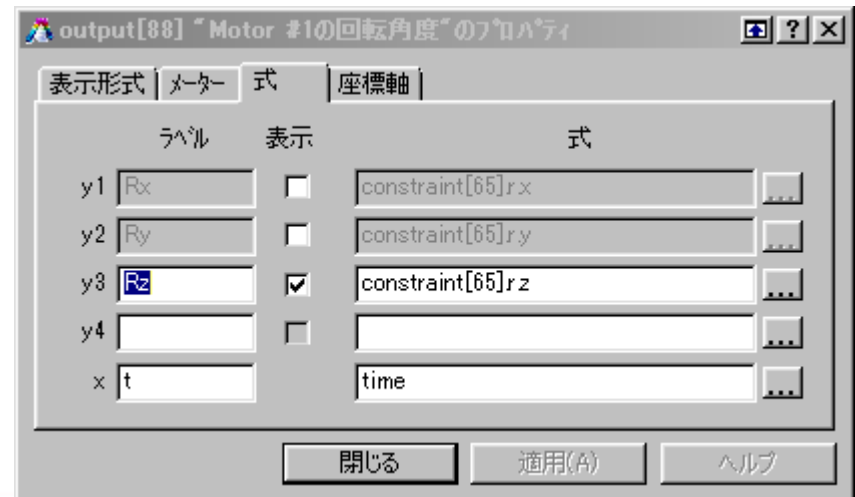 output[88] "Motor #1の回転角度"のプロパティ
表示形式 メーター 式 座標軸
ラベル 表示 式
y1 Rx constraint[65].r.x ...
y2 Ry constraint[65].r.y ...
y3 Rz constraint[65].r.z ...
y4 ...
x t time ...
閉じる 適用(A) ヘルプ